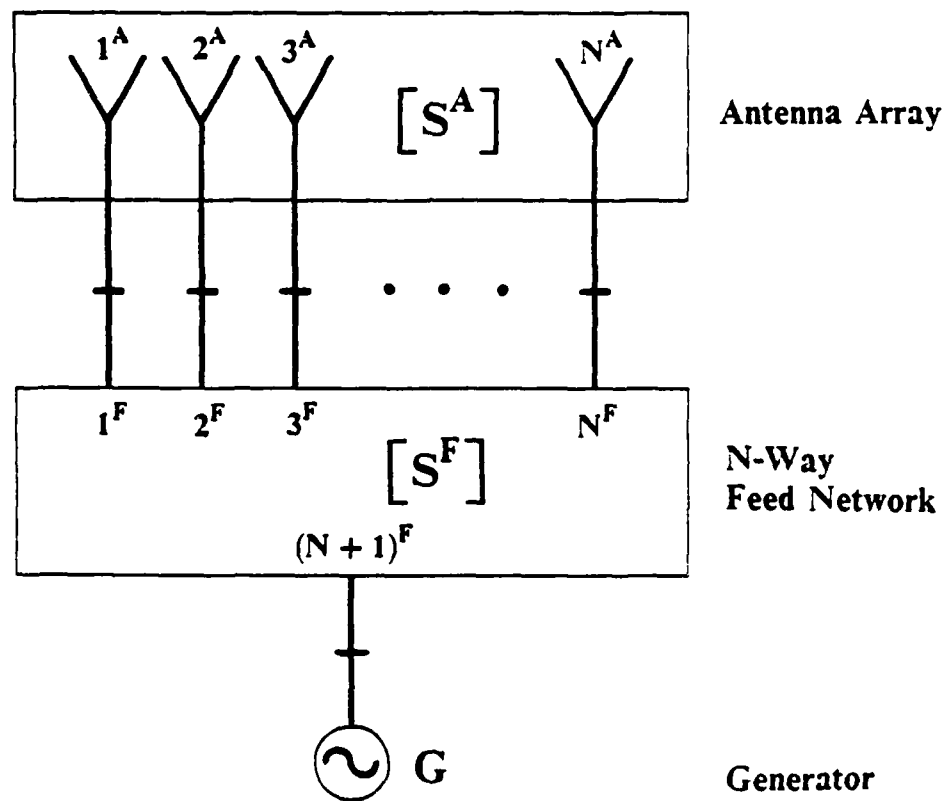 1^A 2^A 3^A N^A
[S^A]
Antenna Array
1^F 2^F 3^F N^F
[S^F]
N-Way
Feed Network
(N + 1)^F
G
Generator